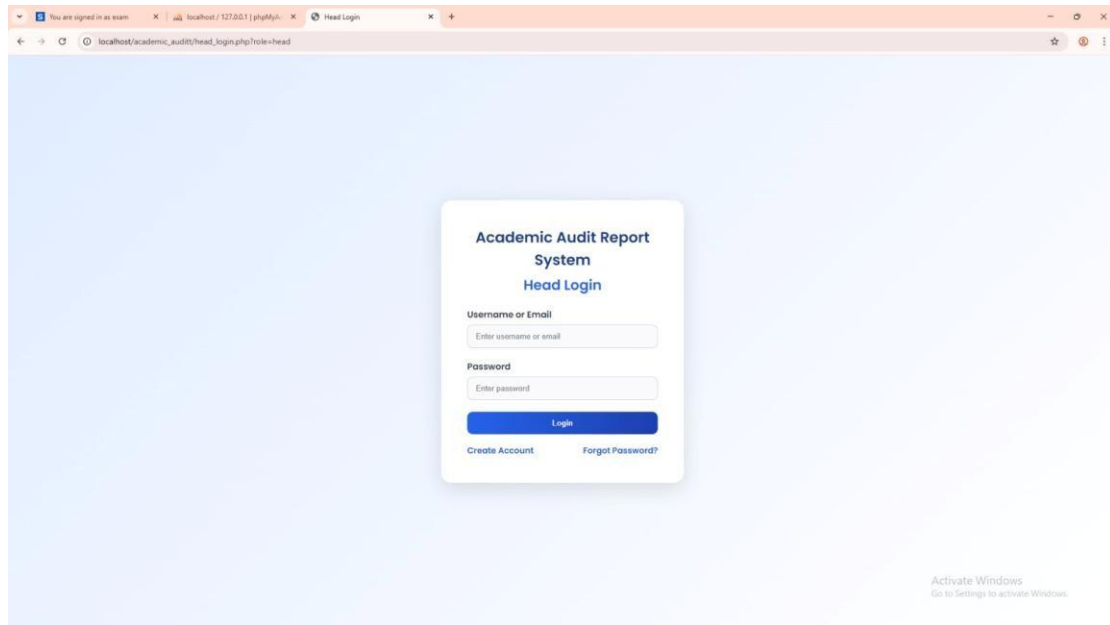 You are signed in as exam
localhost / 127.0.0.1 | phpMyA
Head Login
localhost/academic_auditt/head_login.php?role=head
Academic Audit Report
System
Head Login
Username or Email
Enter username or email
Password
Enter password
Login
Create Account
Forgot Password?
Activate Windows
Go to Settings to activate Windows.